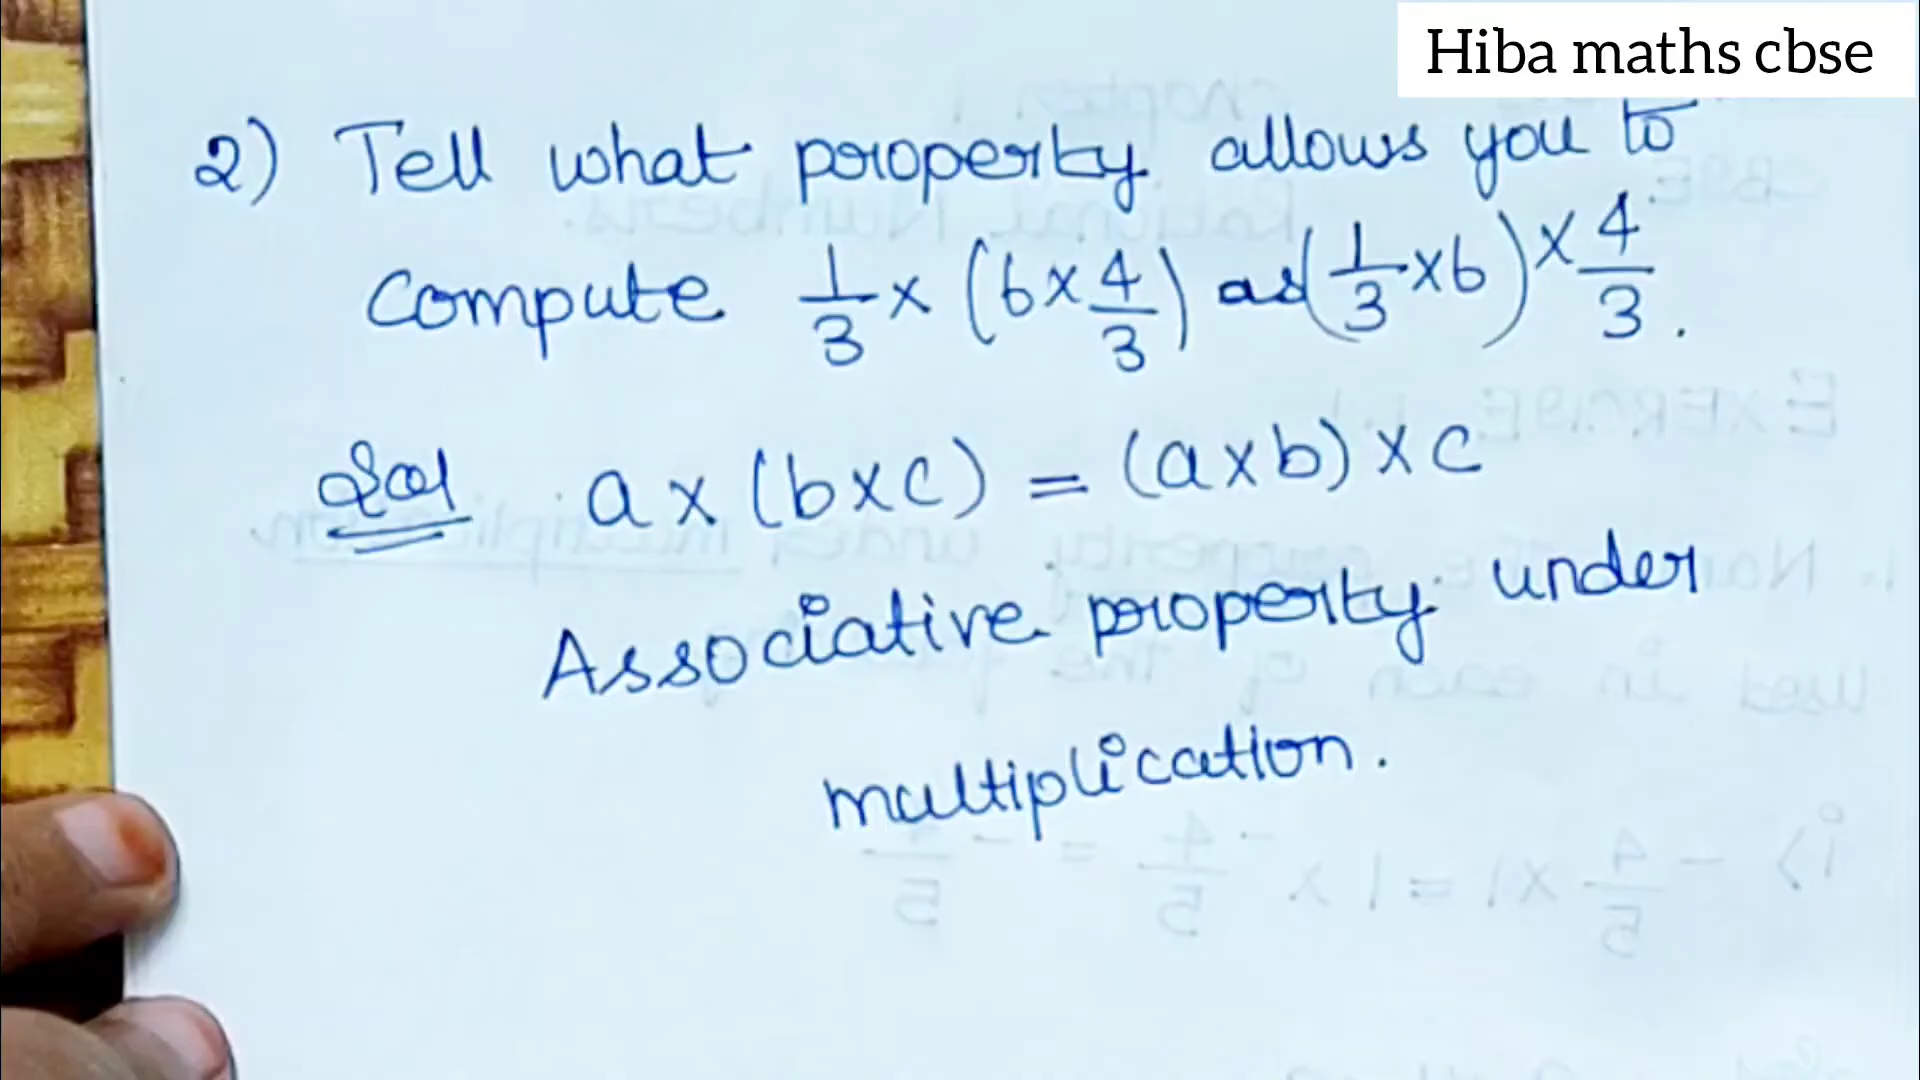 Hiba maths cbse
2) Tell what property allows you to
compute 1/3 × (6 × 4/3) as (1/3 × 6) × 4/3.
Sol a × (b × c) = (a × b) × c
Associative property under
multiplication.